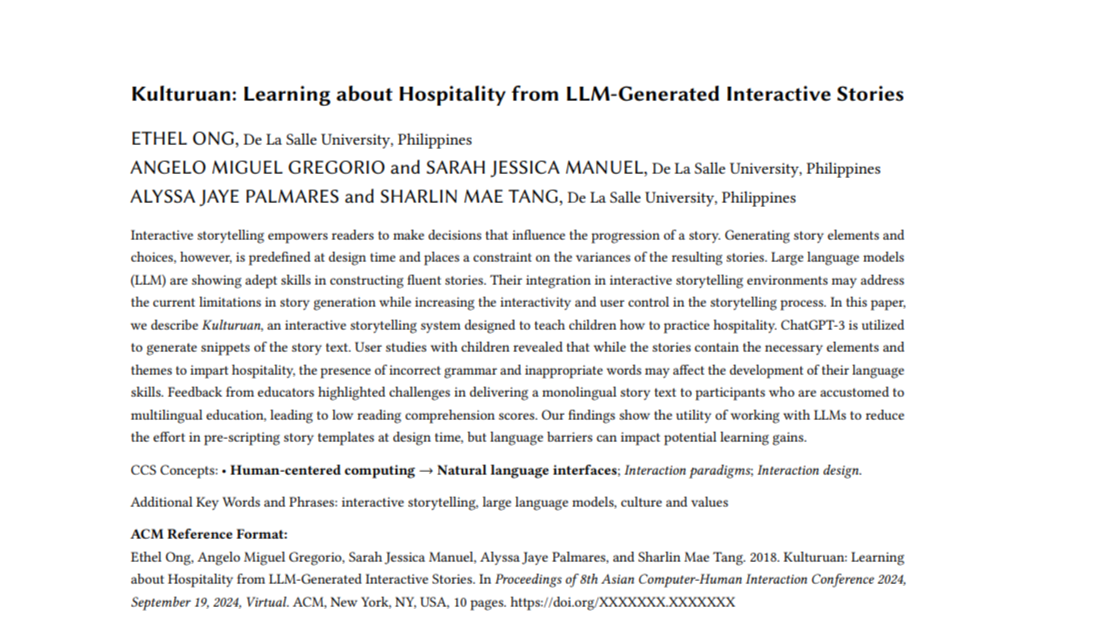 Kulturuan: Learning about Hospitality from LLM-Generated Interactive Stories
ETHEL ONG, De La Salle University, Philippines
ANGELO MIGUEL GREGORIO and SARAH JESSICA MANUEL, De La Salle University, Philippines
ALYSSA JAYE PALMARES and SHARLIN MAE TANG, De La Salle University, Philippines
Interactive storytelling empowers readers to make decisions that influence the progression of a story. Generating story elements and
choices, however, is predefined at design time and places a constraint on the variances of the resulting stories. Large language models
(LLM) are showing adept skills in constructing fluent stories. Their integration in interactive storytelling environments may address
the current limitations in story generation while increasing the interactivity and user control in the storytelling process. In this paper,
we describe Kulturuan, an interactive storytelling system designed to teach children how to practice hospitality. ChatGPT-3 is utilized
to generate snippets of the story text. User studies with children revealed that while the stories contain the necessary elements and
themes to impart hospitality, the presence of incorrect grammar and inappropriate words may affect the development of their language
skills. Feedback from educators highlighted challenges in delivering a monolingual story text to participants who are accustomed to
multilingual education, leading to low reading comprehension scores. Our findings show the utility of working with LLMs to reduce
the effort in pre-scripting story templates at design time, but language barriers can impact potential learning gains.
CCS Concepts: • Human-centered computing → Natural language interfaces; Interaction paradigms; Interaction design.
Additional Key Words and Phrases: interactive storytelling, large language models, culture and values
ACM Reference Format:
Ethel Ong, Angelo Miguel Gregorio, Sarah Jessica Manuel, Alyssa Jaye Palmares, and Sharlin Mae Tang. 2018. Kulturuan: Learning
about Hospitality from LLM-Generated Interactive Stories. In Proceedings of 8th Asian Computer-Human Interaction Conference 2024,
September 19, 2024, Virtual. ACM, New York, NY, USA, 10 pages. https://doi.org/XXXXXXX.XXXXXXX